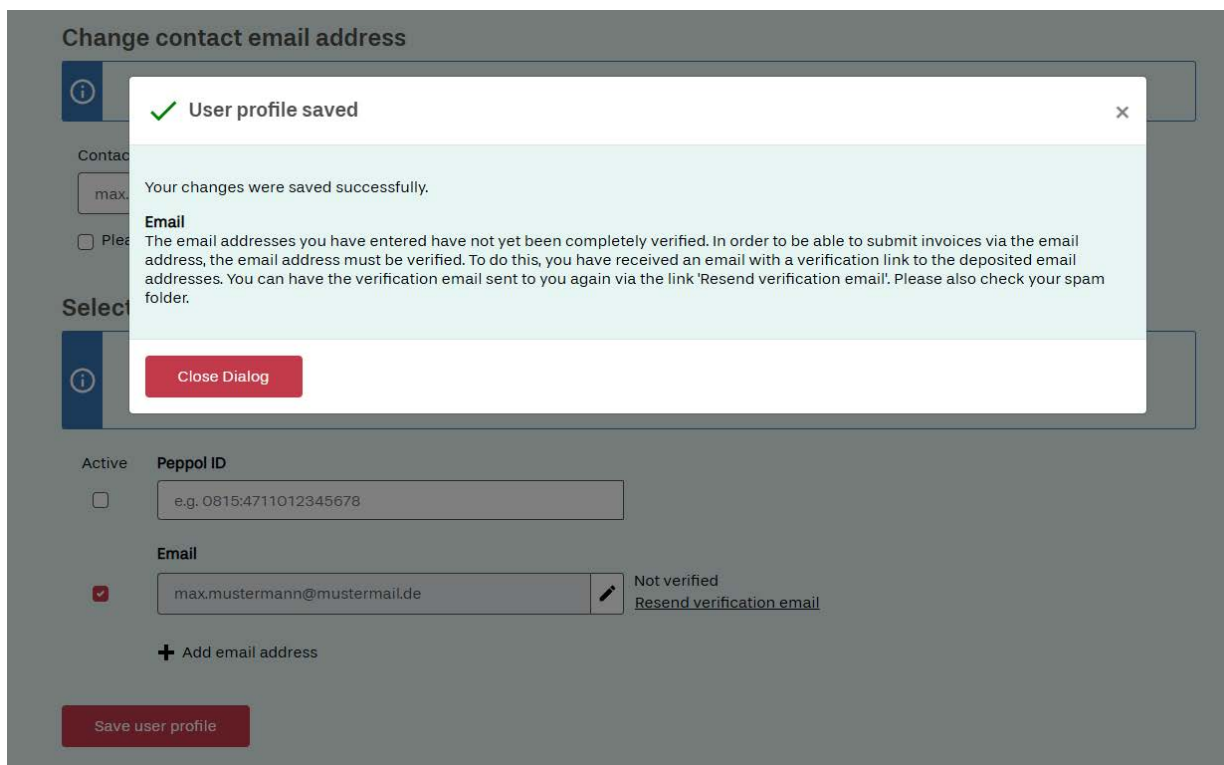 Change contact email address
User profile saved
×
Contac
max.
Plea
Your changes were saved successfully.
Email
The email addresses you have entered have not yet been completely verified. In order to be able to submit invoices via the email
address, the email address must be verified. To do this, you have received an email with a verification link to the deposited email
addresses. You can have the verification email sent to you again via the link 'Resend verification email'. Please also check your spam
folder.
Select
Close Dialog
Active Peppol ID
e.g. 0815:4711012345678
Email
max.mustermann@mustermail.de
Not verified
Resend verification email
Add email address
Save user profile